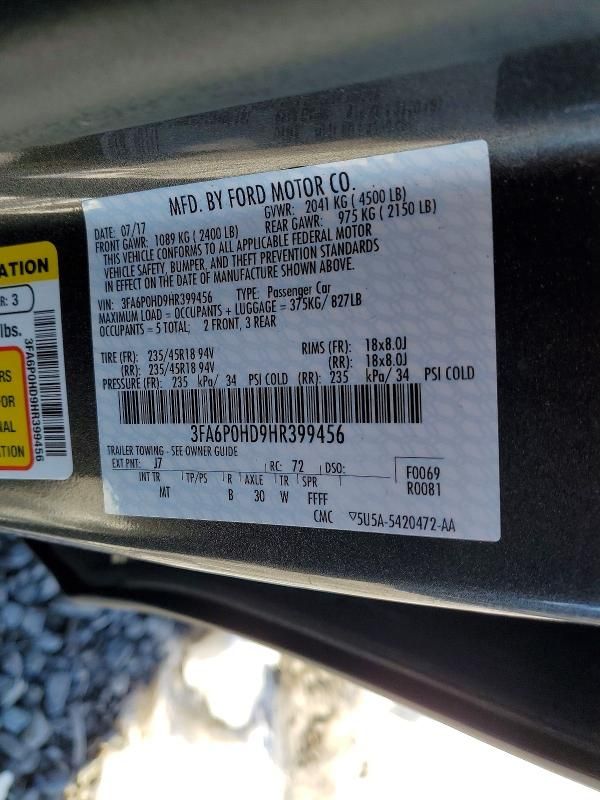 MFD. BY FORD MOTOR CO.
DATE: 07/17 GVWR: 2041 KG ( 4500 LB)
FRONT GAWR: 1089 KG ( 2400 LB) REAR GAWR: 975 KG ( 2150 LB)
THIS VEHICLE CONFORMS TO ALL APPLICABLE FEDERAL MOTOR
VEHICLE SAFETY, BUMPER, AND THEFT PREVENTION STANDARDS
IN EFFECT ON THE DATE OF MANUFACTURE SHOWN ABOVE.
VIN: 3FA6P0HD9HR399456 TYPE: Passenger Car
MAXIMUM LOAD = OCCUPANTS + LUGGAGE = 375KG/ 827LB
OCCUPANTS = 5 TOTAL, 2 FRONT, 3 REAR
TIRE (FR): 235/45R18 94V RIMS (FR): 18x8.0J
(RR): 235/45R18 94V (RR): 18x8.0J
PRESSURE (FR): 235 kPa/ 34 PSI COLD (RR): 235 kPa/ 34 PSI COLD
3FA6P0HD9HR399456
TRAILER TOWING - SEE OWNER GUIDE
EXT PNT: J7 RC: 72 DSO: F0069
INT TR TP/PS R AXLE TR SPR R0081
MT B 30 W FFFF
CMC ▽5U5A-5420472-AA
ATION
R: 3
lbs.
RS
FOR
NAL
TION
3FA6P0HD9HR399456